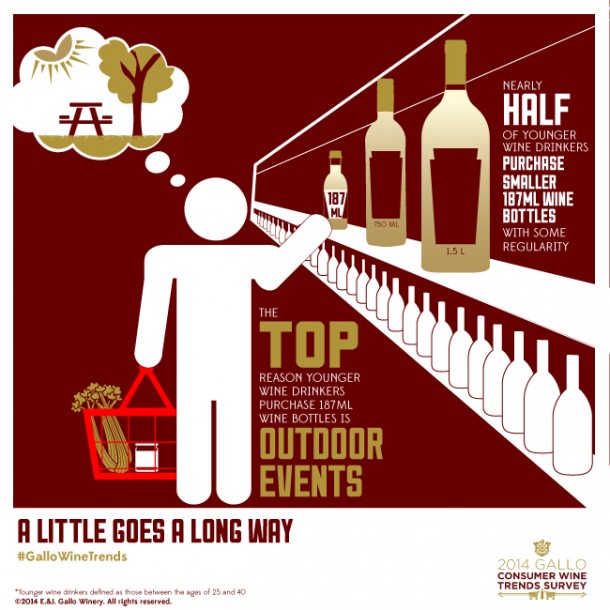 NEARLY
HALF
OF YOUNGER
WINE DRINKERS
PURCHASE
SMALLER
187ML WINE
BOTTLES
WITH SOME
REGULARITY
187
ML
750 ML
1.5 L
THE
TOP
REASON YOUNGER
WINE DRINKERS
PURCHASE 187ML
WINE BOTTLES IS
OUTDOOR
EVENTS
A LITTLE GOES A LONG WAY
#GalloWineTrends
2014 GALLO
CONSUMER WINE
TRENDS SURVEY
*Younger wine drinkers defined as those between the ages of 25 and 40
©2014 E.&J. Gallo Winery. All rights reserved.